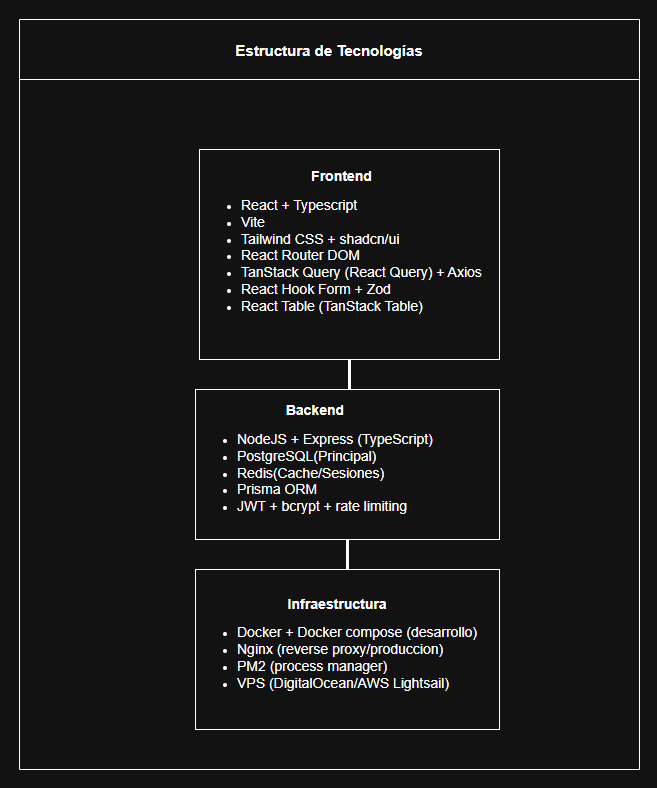 Estructura de Tecnologías
Frontend
• React + Typescript
• Vite
• Tailwind CSS + shadcn/ui
• React Router DOM
• TanStack Query (React Query) + Axios
• React Hook Form + Zod
• React Table (TanStack Table)
Backend
• NodeJS + Express (TypeScript)
• PostgreSQL(Principal)
• Redis(Cache/Sesiones)
• Prisma ORM
• JWT + bcrypt + rate limiting
Infraestructura
• Docker + Docker compose (desarrollo)
• Nginx (reverse proxy/produccion)
• PM2 (process manager)
• VPS (DigitalOcean/AWS Lightsail)